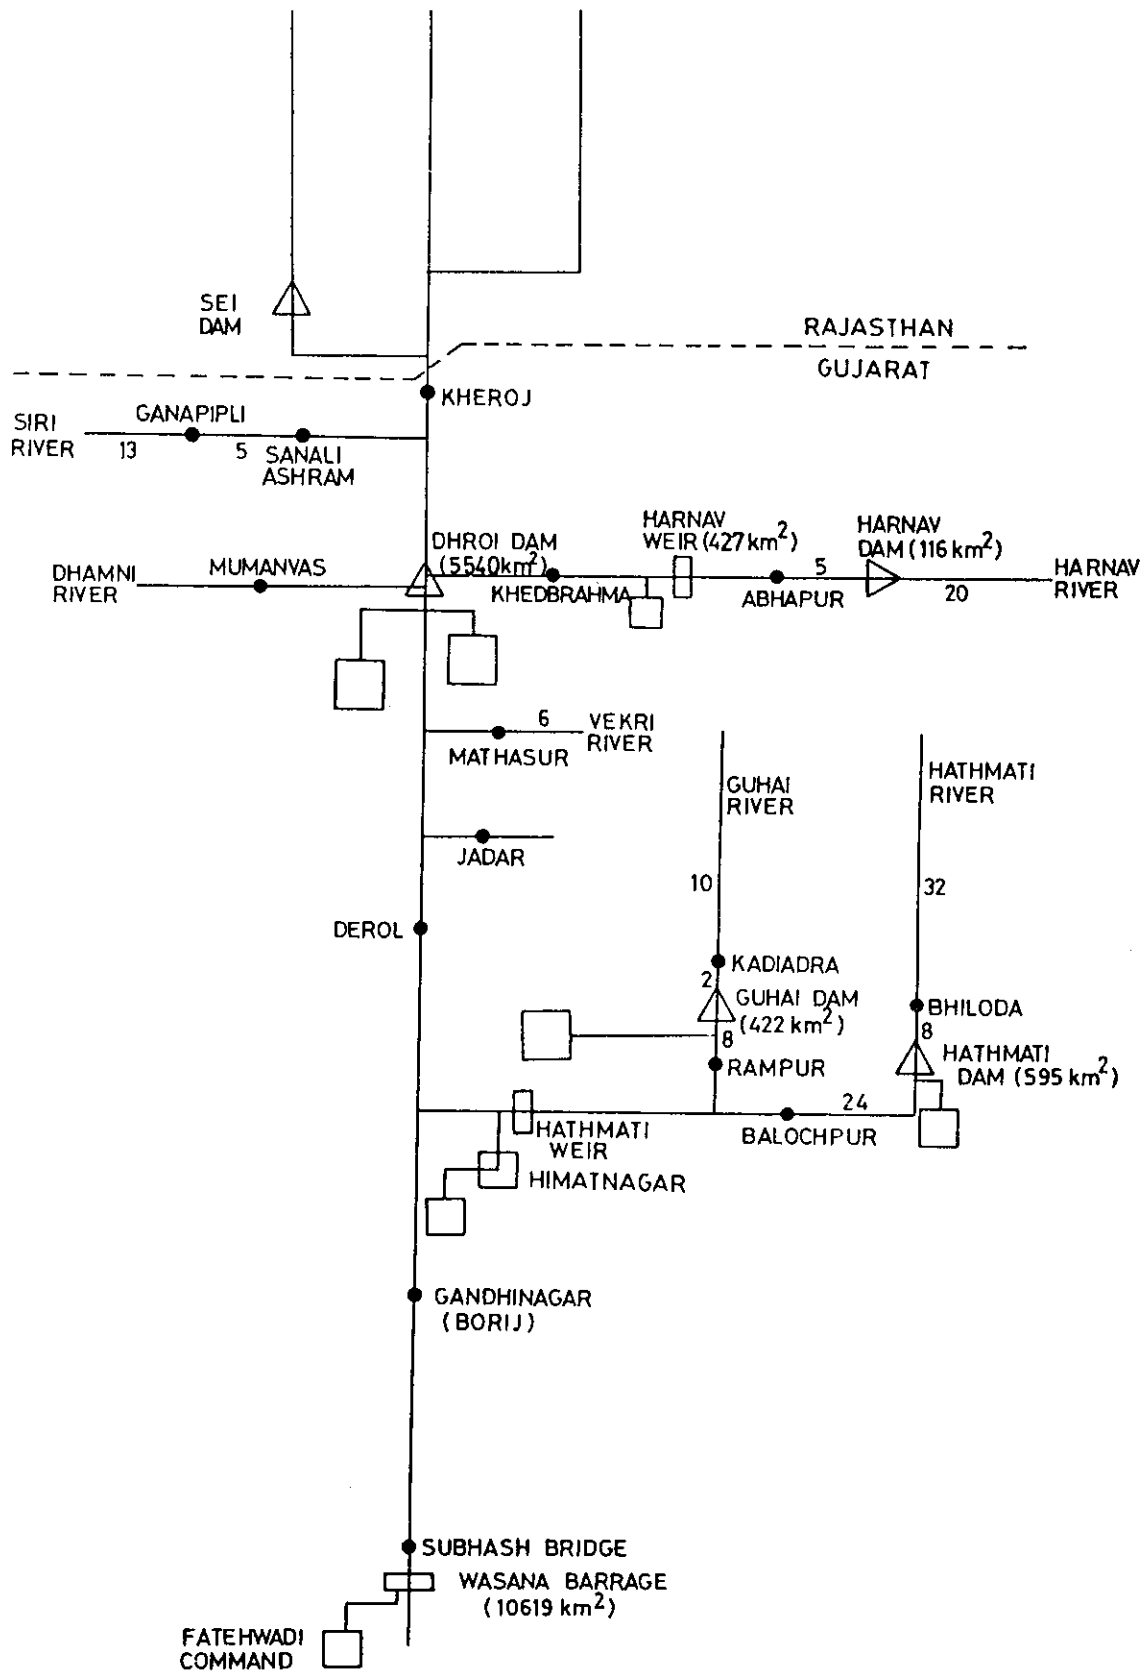 SEI
DAM
RAJASTHAN
GUJARAT
KHEROJ
SIRI
RIVER
GANAPIPLI
13
5
SANALI
ASHRAM
DHAMNI
RIVER
MUMANVAS
DHROI DAM
(5540km²)
KHEDBRAHMA
HARNAV
WEIR (427km²)
ABHAPUR
5
HARNAV
DAM (116 km²)
20
HARNAV
RIVER
6
VEKRI
RIVER
MATHASUR
JADAR
DEROL
GUHAI
RIVER
10
KADIADRA
2
GUHAI DAM
(422 km²)
8
RAMPUR
HATHMATI
RIVER
32
BHILODA
8
HATHMATI
DAM (595 km²)
24
BALOCHPUR
HATHMATI
WEIR
HIMATNAGAR
GANDHINAGAR
(BORIJ)
SUBHASH BRIDGE
WASANA BARRAGE
(10619 km²)
FATEHWADI
COMMAND